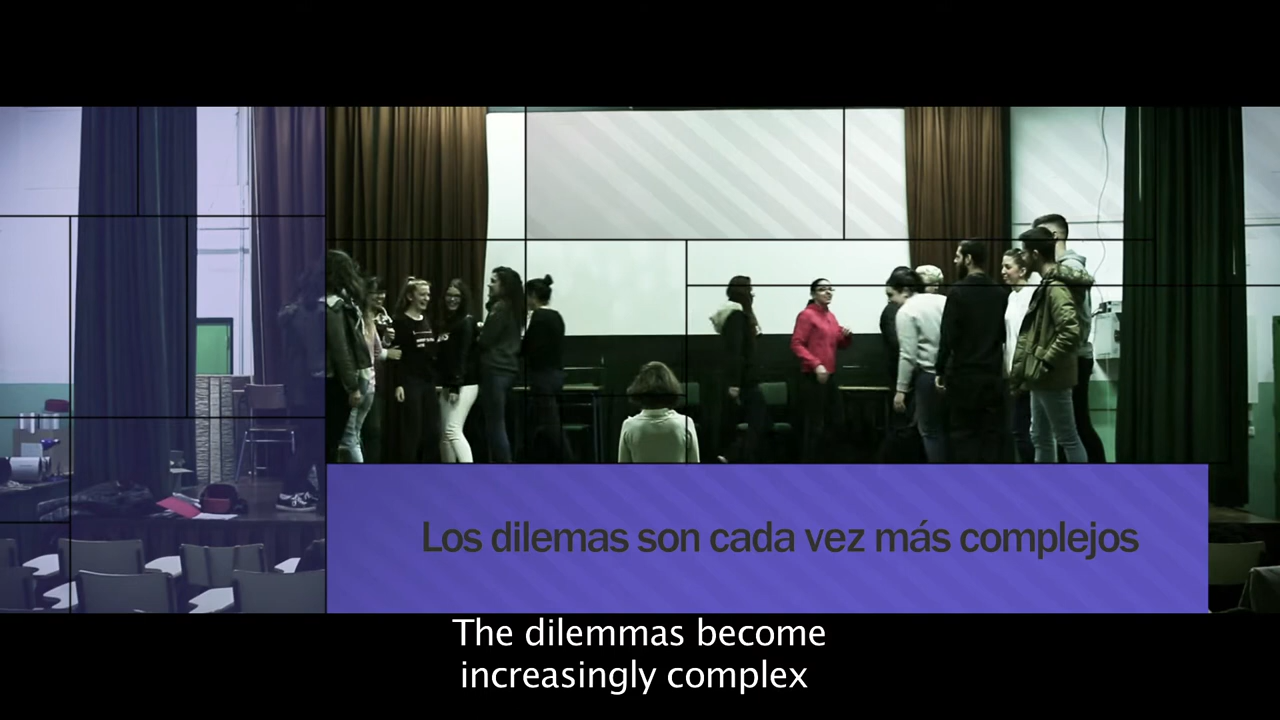 Los dilemas son cada vez más complejos
The dilemmas become
increasingly complex